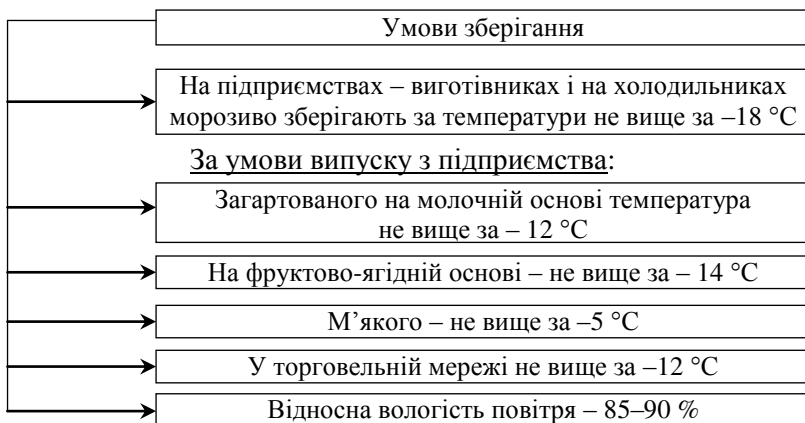 Умови зберігання
На підприємствах – виготівниках і на холодильниках
морозиво зберігають за температури не вище за –18 °С
За умови випуску з підприємства:
Загартованого на молочній основі температура
не вище за – 12 °С
На фруктово-ягідній основі – не вище за – 14 °С
М’якого – не вище за –5 °С
У торговельній мережі не вище за –12 °С
Відносна вологість повітря – 85–90 %